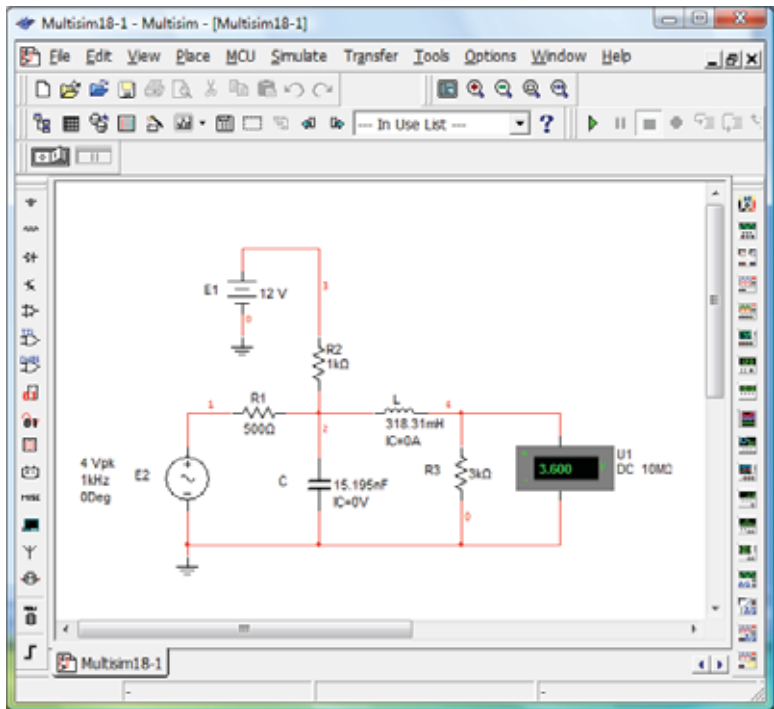 Multisim18-1 - Multisim - [Multisim18-1]
File Edit View Place MCU Simulate Transfer Tools Options Window Help
--- In Use List ---
?
E1
12 V
3
0
R2
1kΩ
1
R1
500Ω
2
L
318.31mH
IC=0A
4
4 Vpk
1kHz
0Deg
E2
C
15.195nF
IC=0V
R3
3kΩ
0
3.600
U1
DC 10MΩ
MISC
Multisim18-1